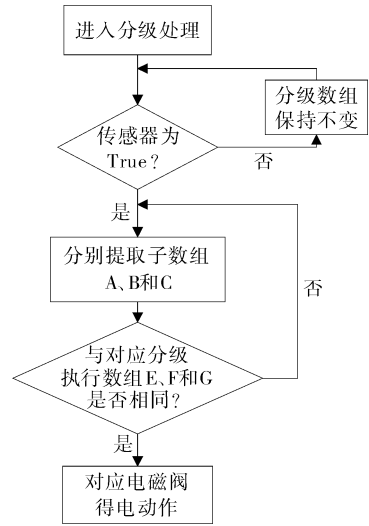 进入分级处理
分级数组
保持不变
传感器为
True?
否
是
分别提取子数组
A、B和C
否
与对应分级
执行数组E、F和G
是否相同?
是
对应电磁阀
得电动作